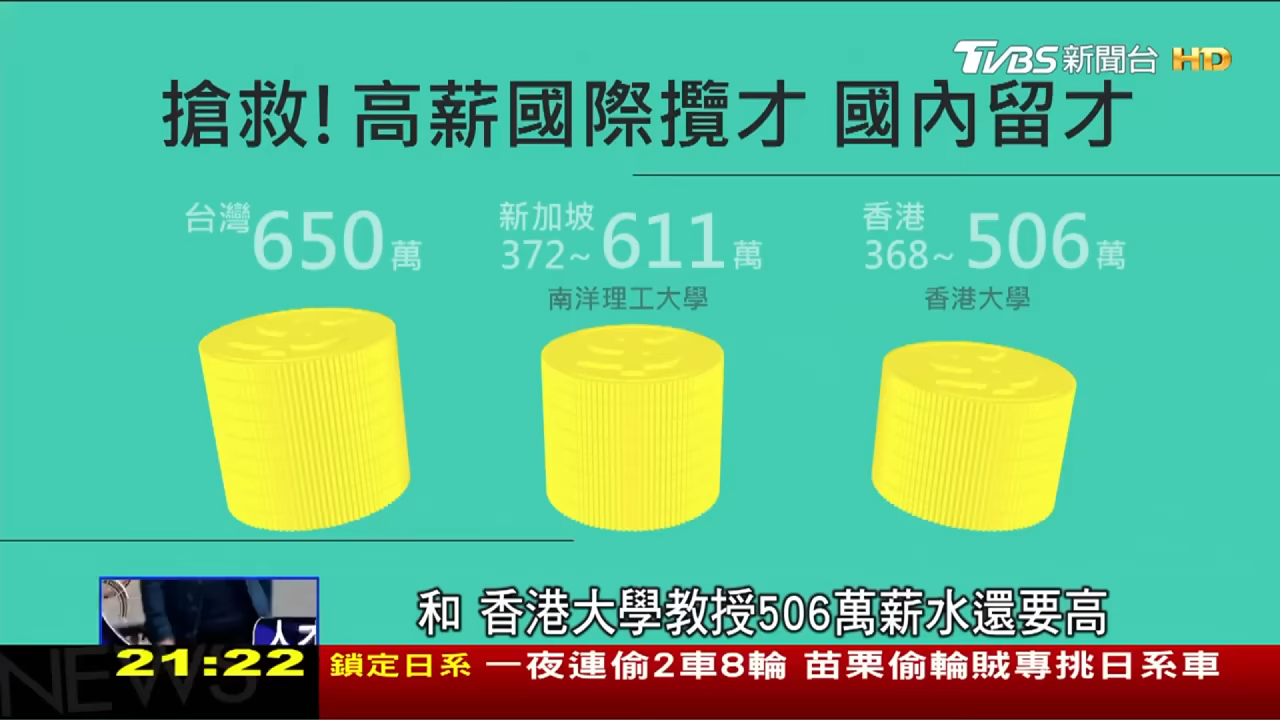 TVBS新聞台 HD
搶救!高薪國際攬才 國內留才
台灣 650萬
新加坡
372~611萬
南洋理工大學
香港
368~506萬
香港大學
和 香港大學教授506萬薪水還要高
人才
NEWS
21:22
鎖定日系 一夜連偷2車8輪 苗栗偷輪賊專挑日系車